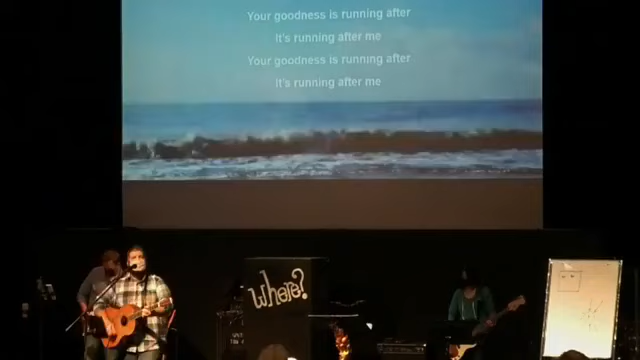 Your goodness is running after
It's running after me
Your goodness is running after
It's running after me
where?